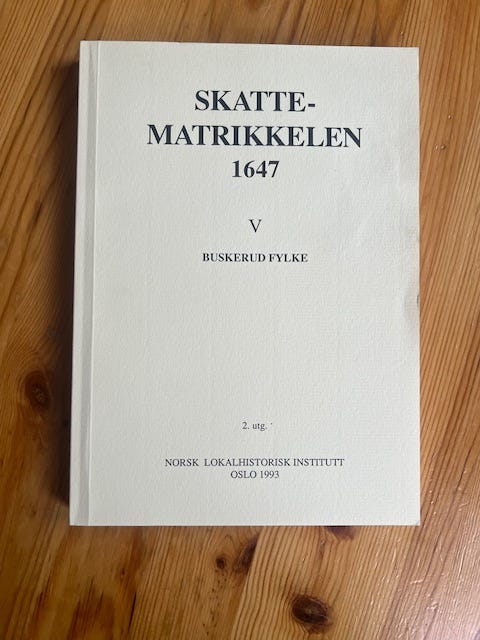 SKATTE-
MATRIKKELEN
1647
V
BUSKERUD FYLKE
2. utg.
NORSK LOKALHISTORISK INSTITUTT
OSLO 1993